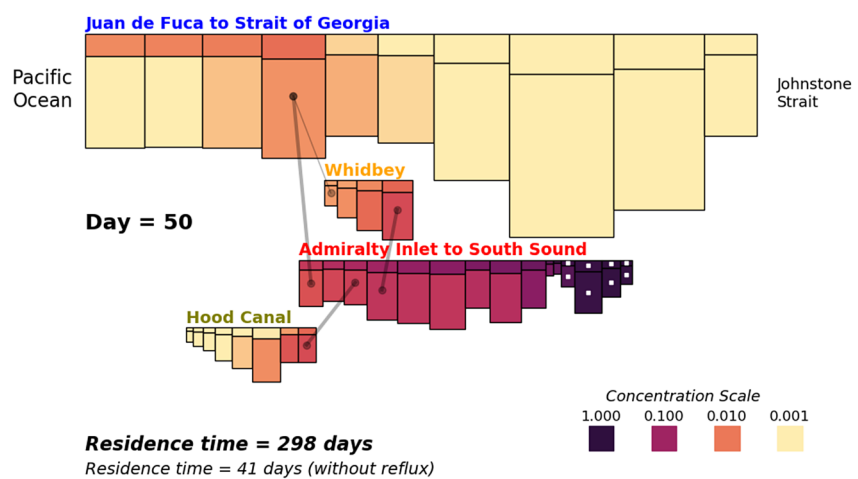 Juan de Fuca to Strait of Georgia
Pacific
Ocean
Johnstone
Strait
Whidbey
Day = 50
Admiralty Inlet to South Sound
Hood Canal
Concentration Scale
1.000 0.100 0.010 0.001
Residence time = 298 days
Residence time = 41 days (without reflux)